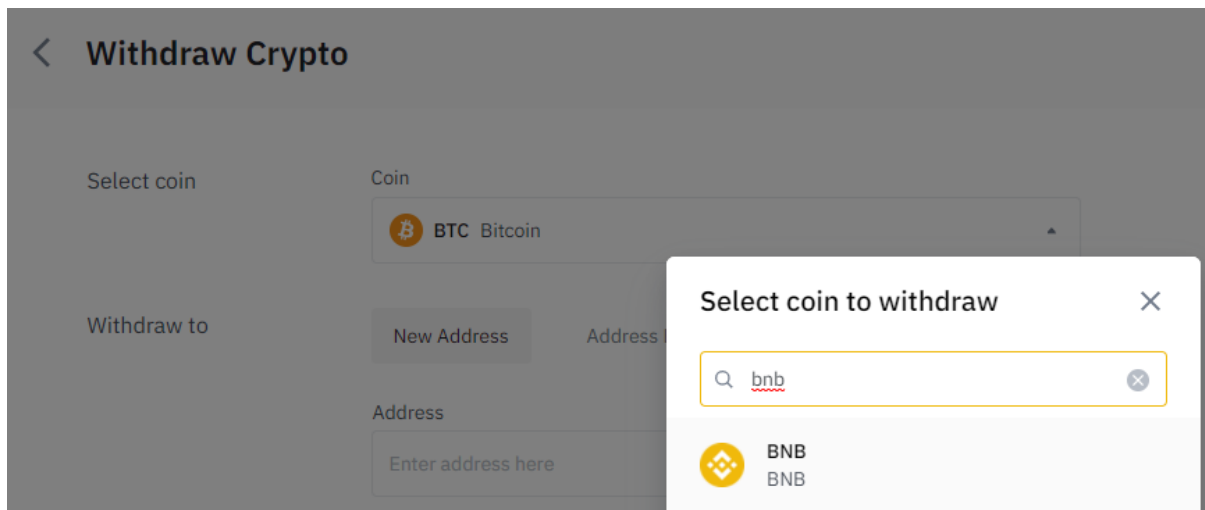 Withdraw Crypto
Select coin
Coin
BTC Bitcoin
Withdraw to
New Address
Address
Address
Enter address here
Select coin to withdraw
bnb
BNB
BNB